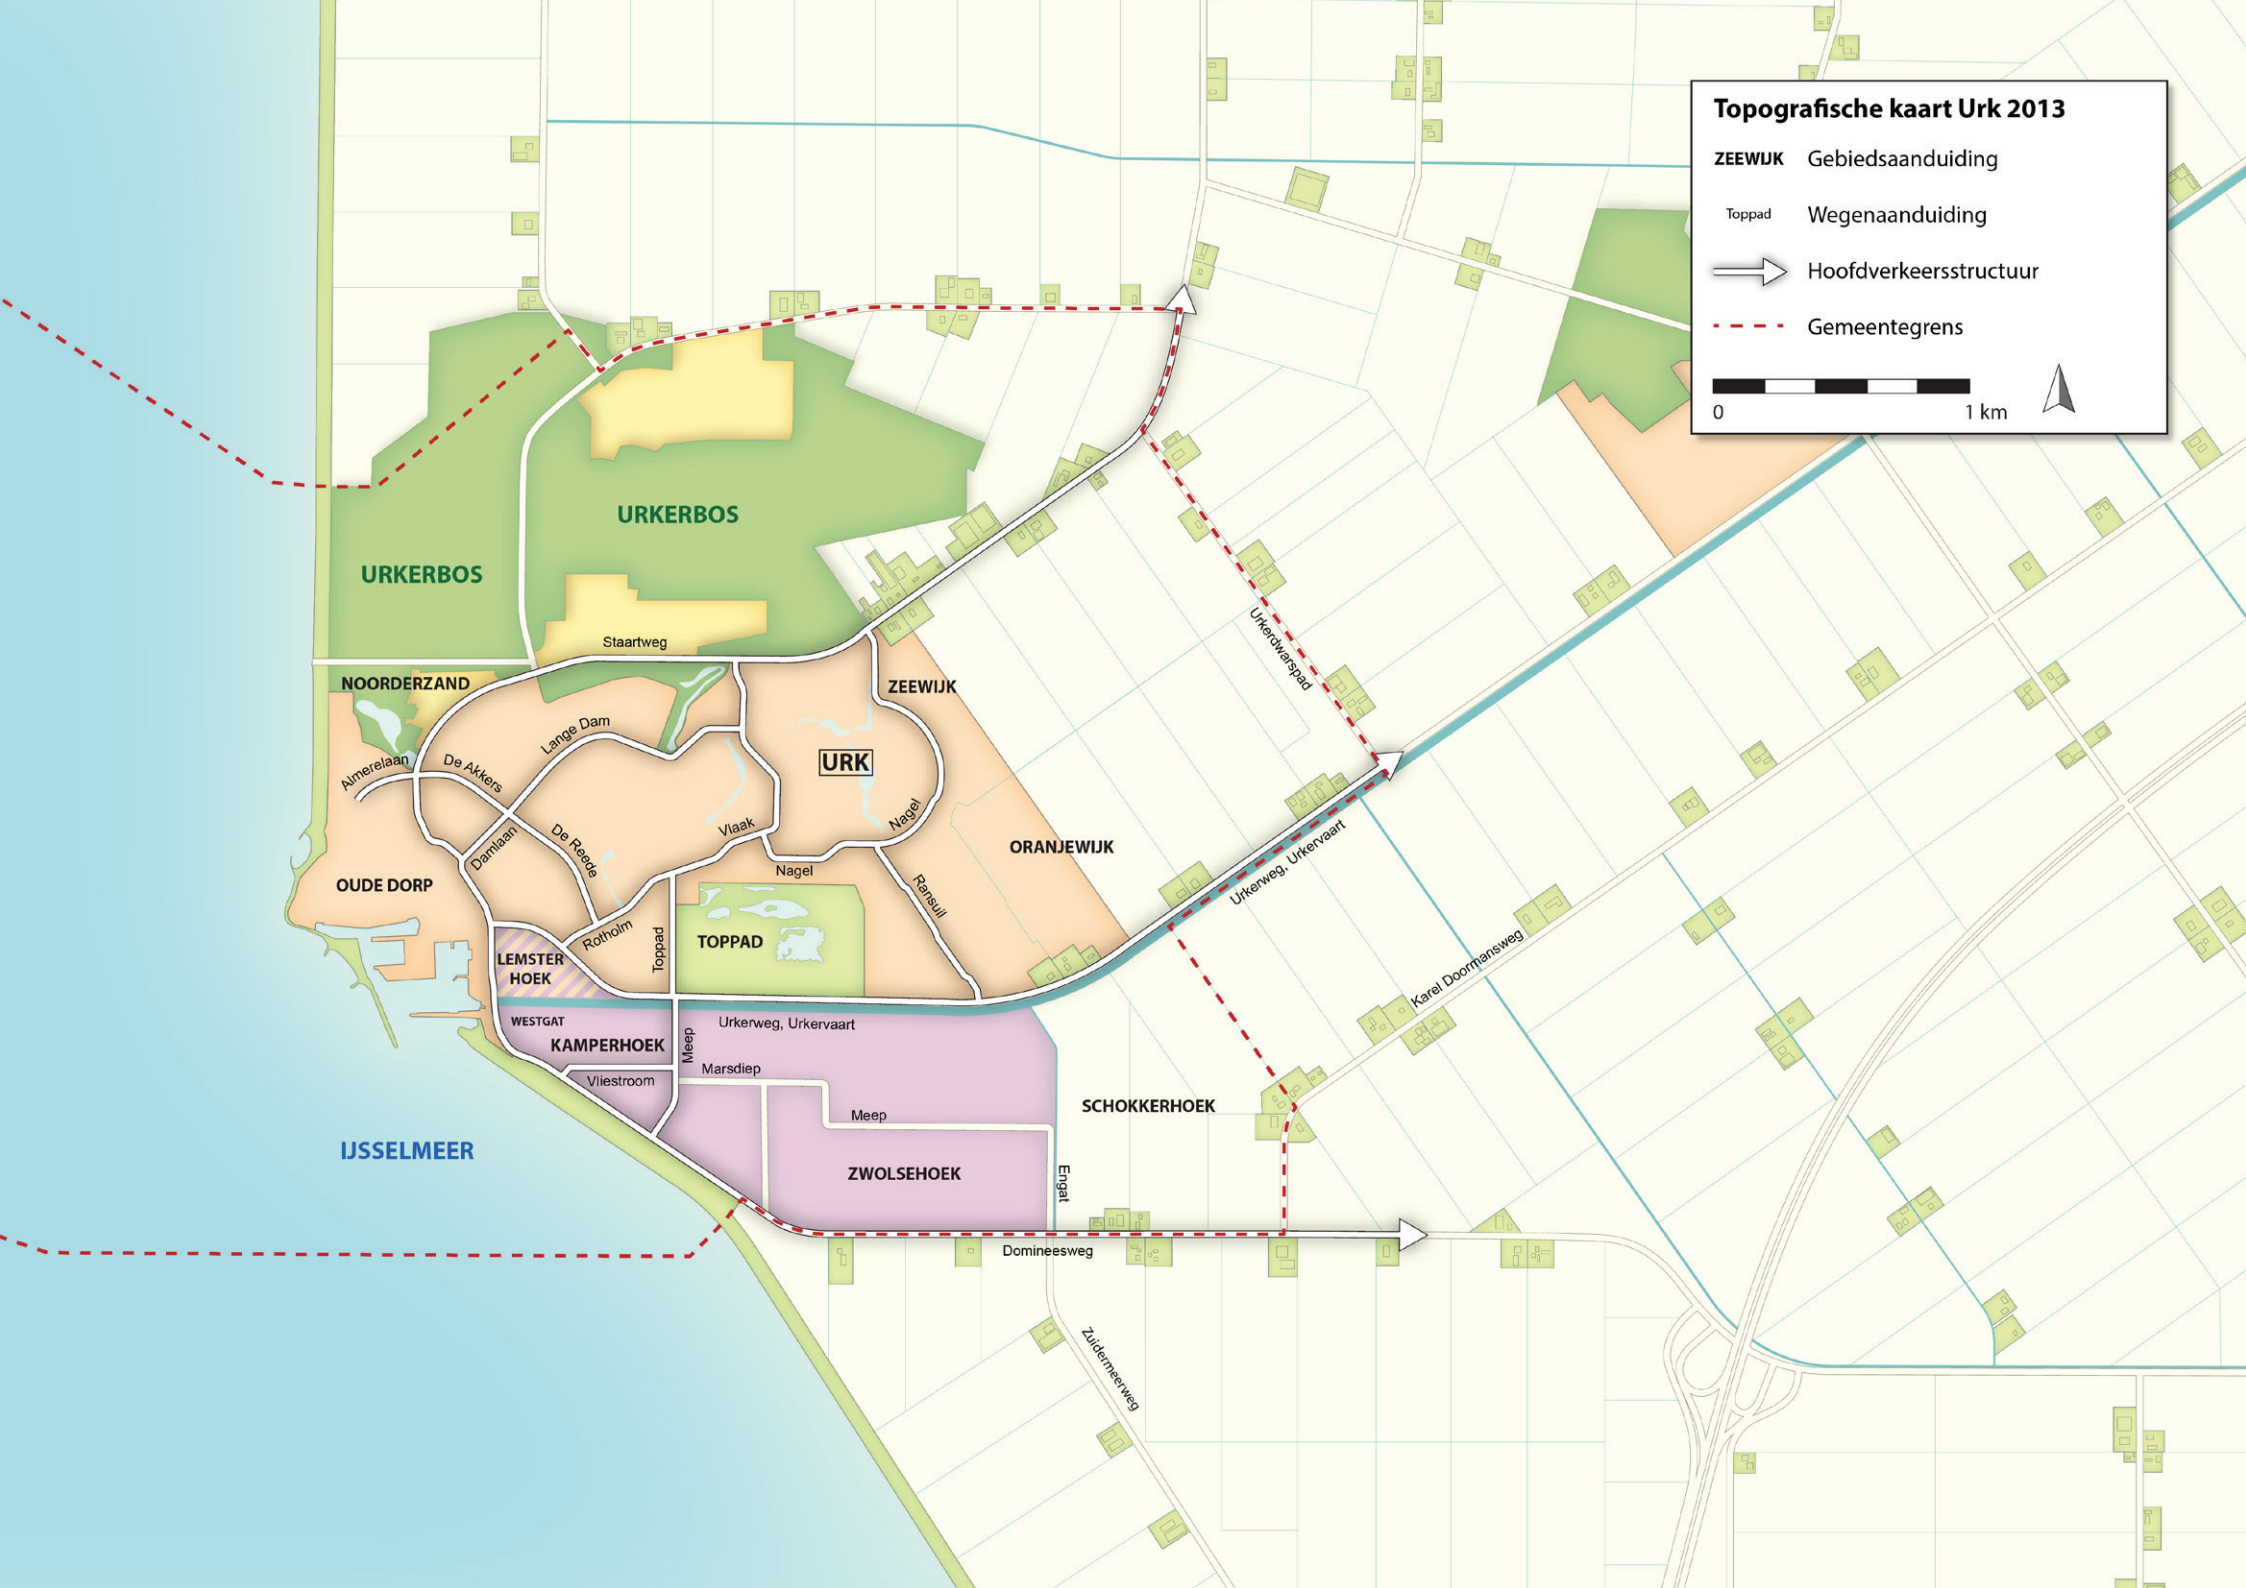 Topografische kaart Urk 2013
ZEEWIJK Gebiedsaanduiding
Toppad Wegenaanduiding
Hoofdverkeersstructuur
Gemeentegrens
0 1 km
URKERBOS
URKERBOS
Staartweg
NOORDERZAND
ZEEWIJK
Urkerdwarspad
Lange Dam
De Akkers
Almerelaan
URK
Nagel
Vlaak
De Reede
Damlaan
ORANJEWIJK
Nagel
OUDE DORP
Ransuil
Urkerweg, Urkervaart
Rotholm
Toppad
TOPPAD
LEMSTER
HOEK
Karel Doormansweg
WESTGAT
Urkerweg, Urkervaart
KAMPERHOEK
Meep
Marsdiep
Vliestroom
SCHOKKERHOEK
Meep
IJSSELMEER
ZWOLSEHOEK
Engat
Domineesweg
Zuidermeerweg